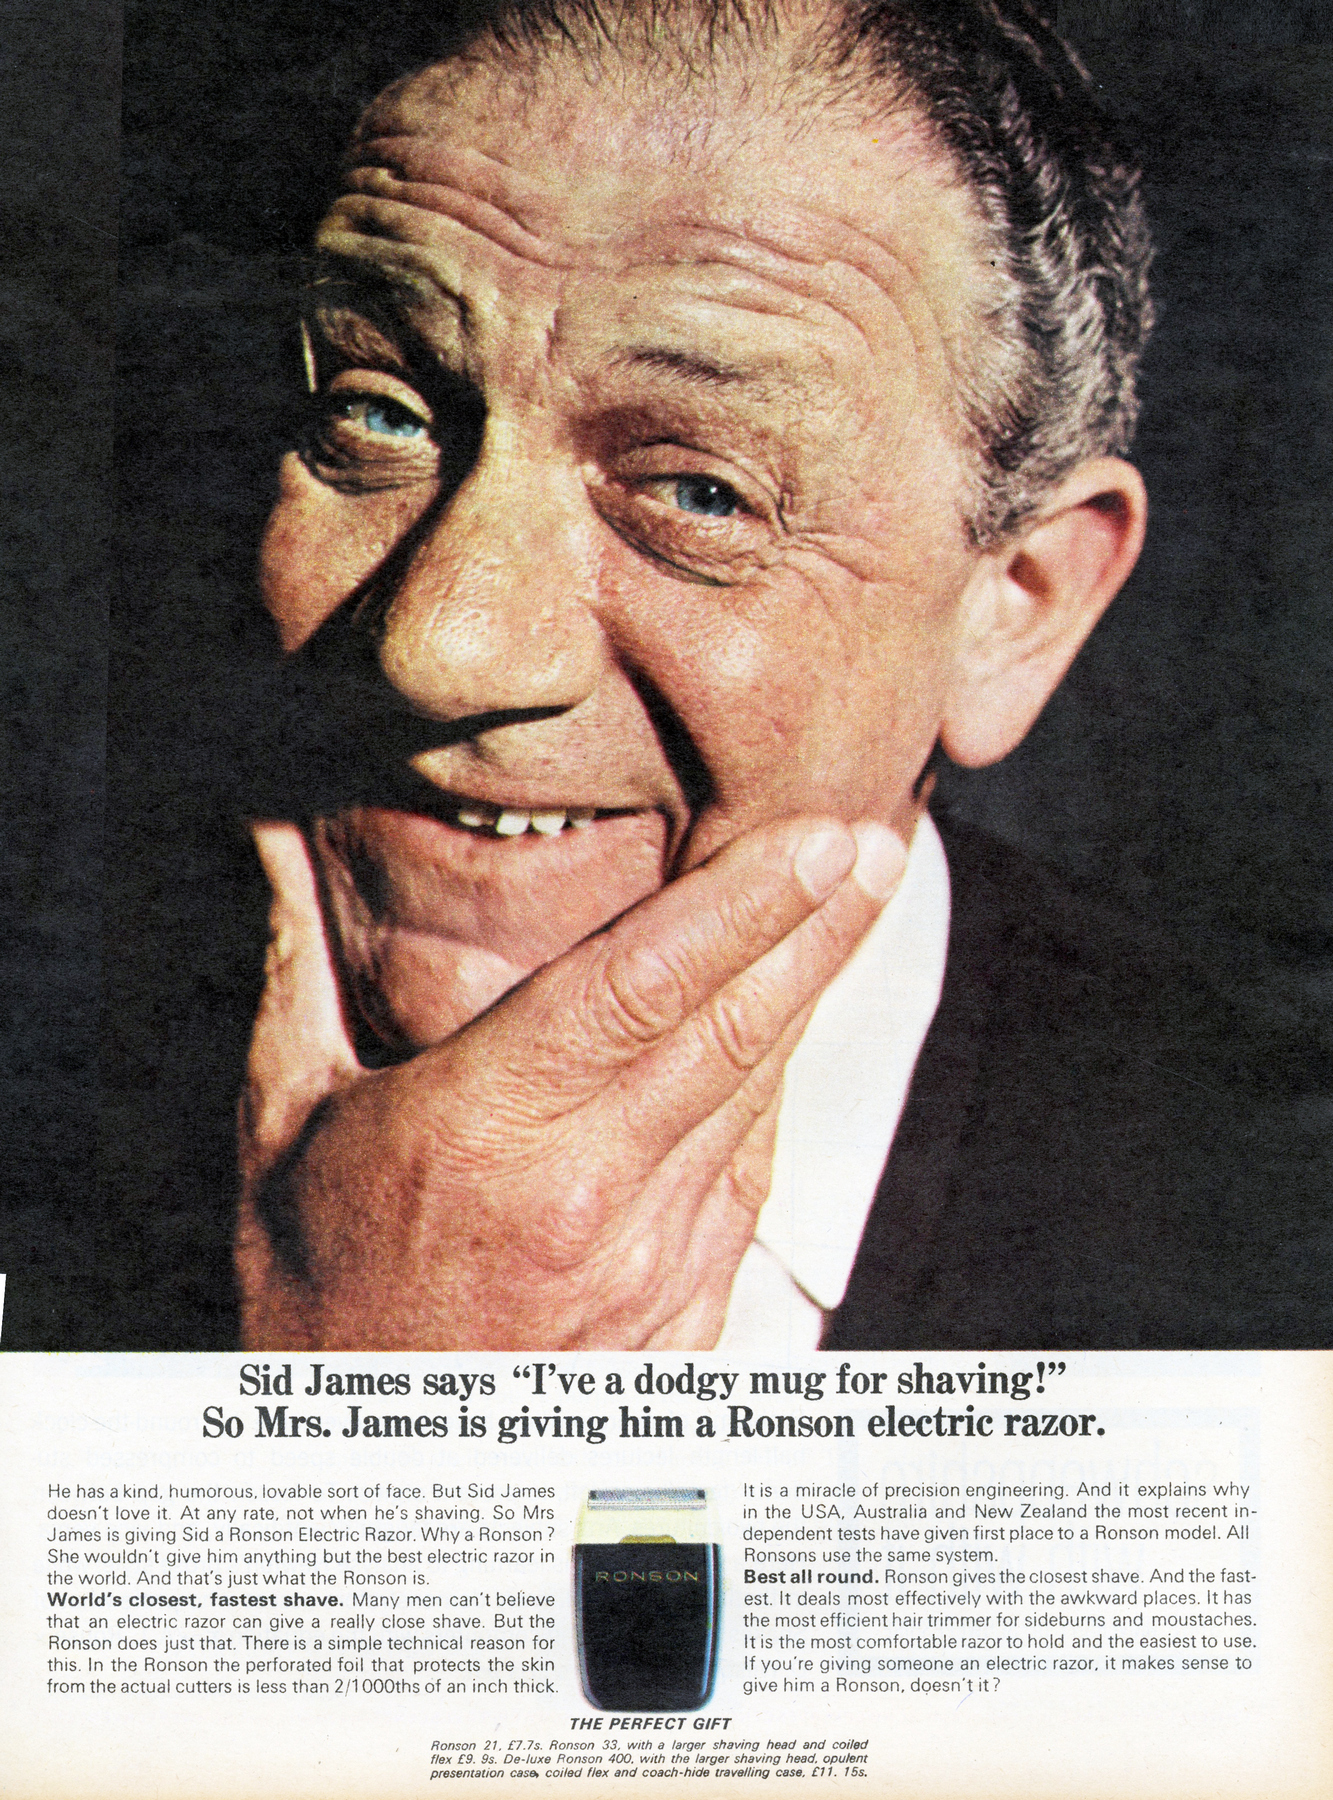 Sid James says “I’ve a dodgy mug for shaving!”
So Mrs. James is giving him a Ronson electric razor.
He has a kind, humorous, lovable sort of face. But Sid James
doesn’t love it. At any rate, not when he’s shaving. So Mrs
James is giving Sid a Ronson Electric Razor. Why a Ronson ?
She wouldn’t give him anything but the best electric razor in
the world. And that’s just what the Ronson is.
World’s closest, fastest shave. Many men can’t believe
that an electric razor can give a really close shave. But the
Ronson does just that. There is a simple technical reason for
this. In the Ronson the perforated foil that protects the skin
from the actual cutters is less than 2/1000ths of an inch thick.
RONSON
It is a miracle of precision engineering. And it explains why
in the USA, Australia and New Zealand the most recent in-
dependent tests have given first place to a Ronson model. All
Ronsons use the same system.
Best all round. Ronson gives the closest shave. And the fast-
est. It deals most effectively with the awkward places. It has
the most efficient hair trimmer for sideburns and moustaches.
It is the most comfortable razor to hold and the easiest to use.
If you’re giving someone an electric razor, it makes sense to
give him a Ronson, doesn’t it ?
THE PERFECT GIFT
Ronson 21, £7.7s. Ronson 33, with a larger shaving head and coiled
flex £9. 9s. De-luxe Ronson 400, with the larger shaving head, opulent
presentation case, coiled flex and coach-hide travelling case, £11. 15s.